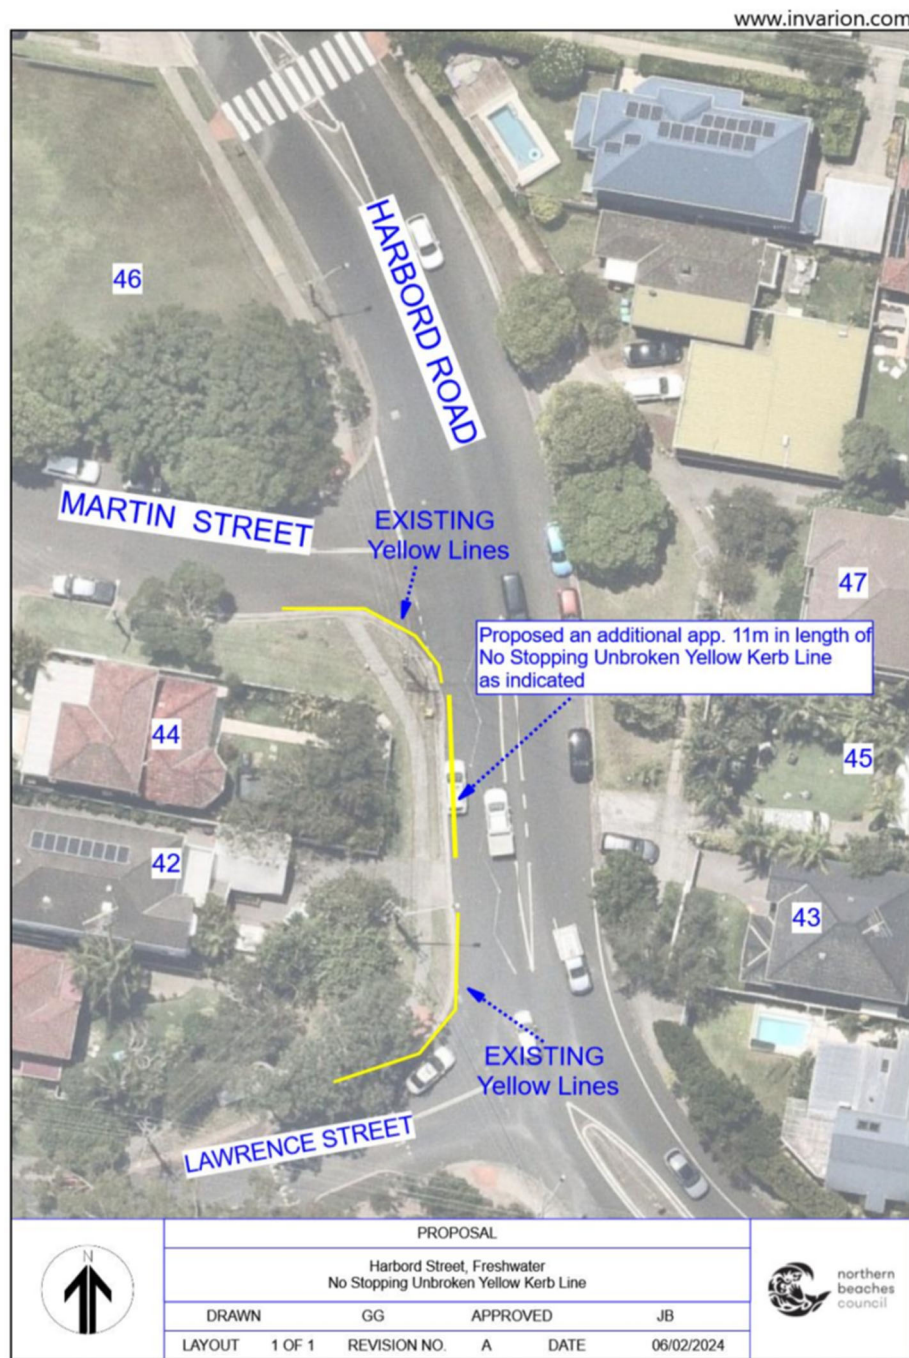 www.invarion.com
HARBORD ROAD
46
MARTIN STREET
EXISTING
Yellow Lines
47
Proposed an additional app. 11m in length of
No Stopping Unbroken Yellow Kerb Line
as indicated
44
45
42
43
EXISTING
Yellow Lines
LAWRENCE STREET
PROPOSAL
Harbord Street, Freshwater
No Stopping Unbroken Yellow Kerb Line
N
DRAWN GG APPROVED JB
LAYOUT 1 OF 1 REVISION NO. A DATE 06/02/2024
northern
beaches
council